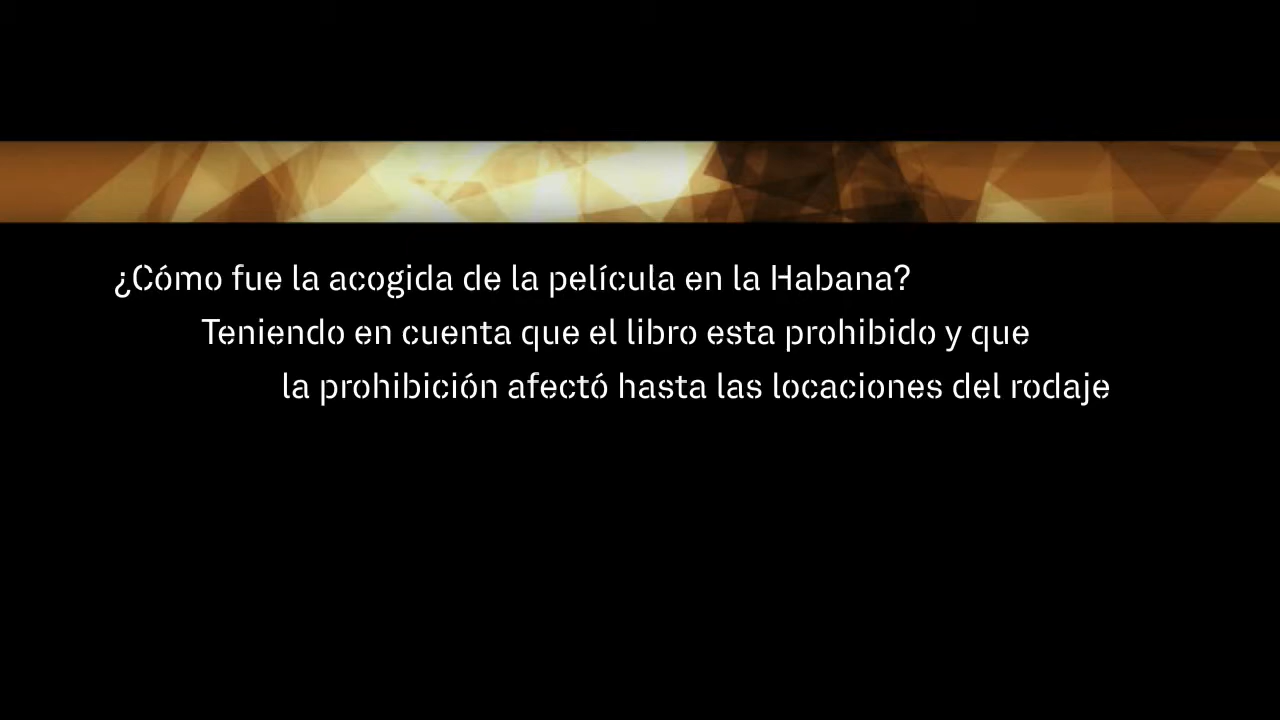 ¿Cómo fue la acogida de la película en la Habana?
Teniendo en cuenta que el libro esta prohibido y que
la prohibición afectó hasta las locaciones del rodaje